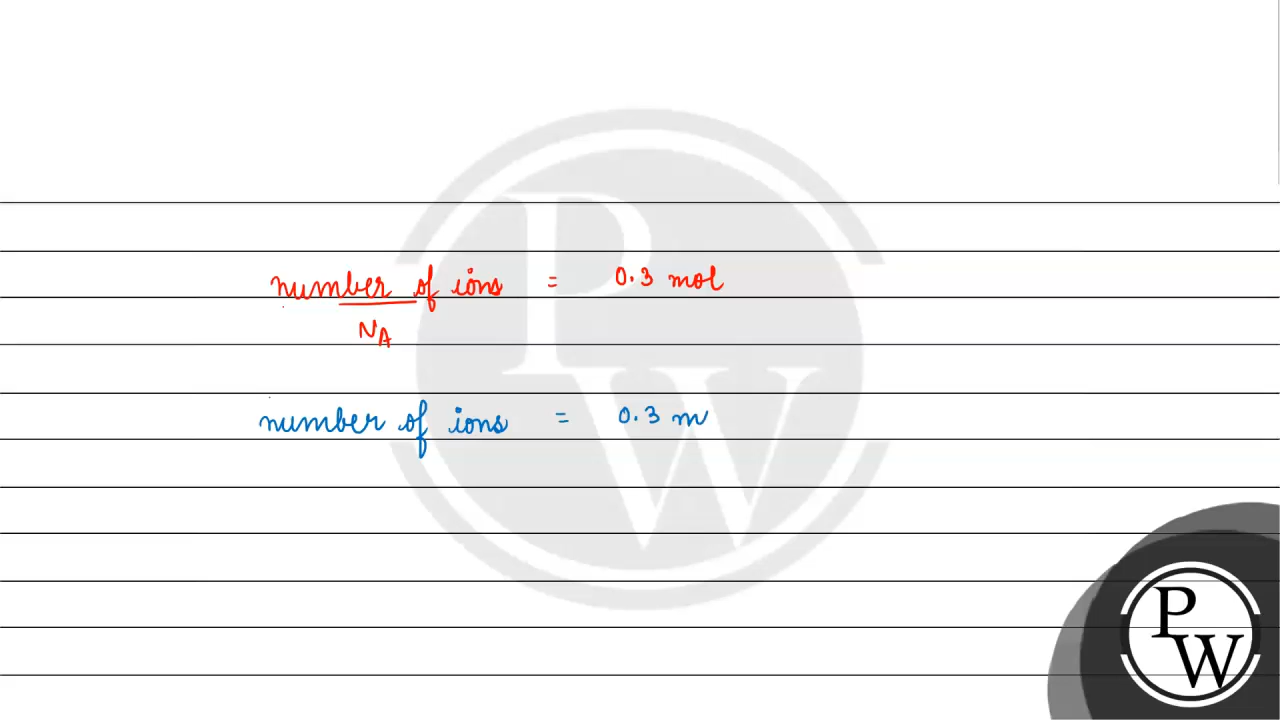 number of ions = 0.3 mol
NA
number of ions = 0.3 m
P
W
P
W